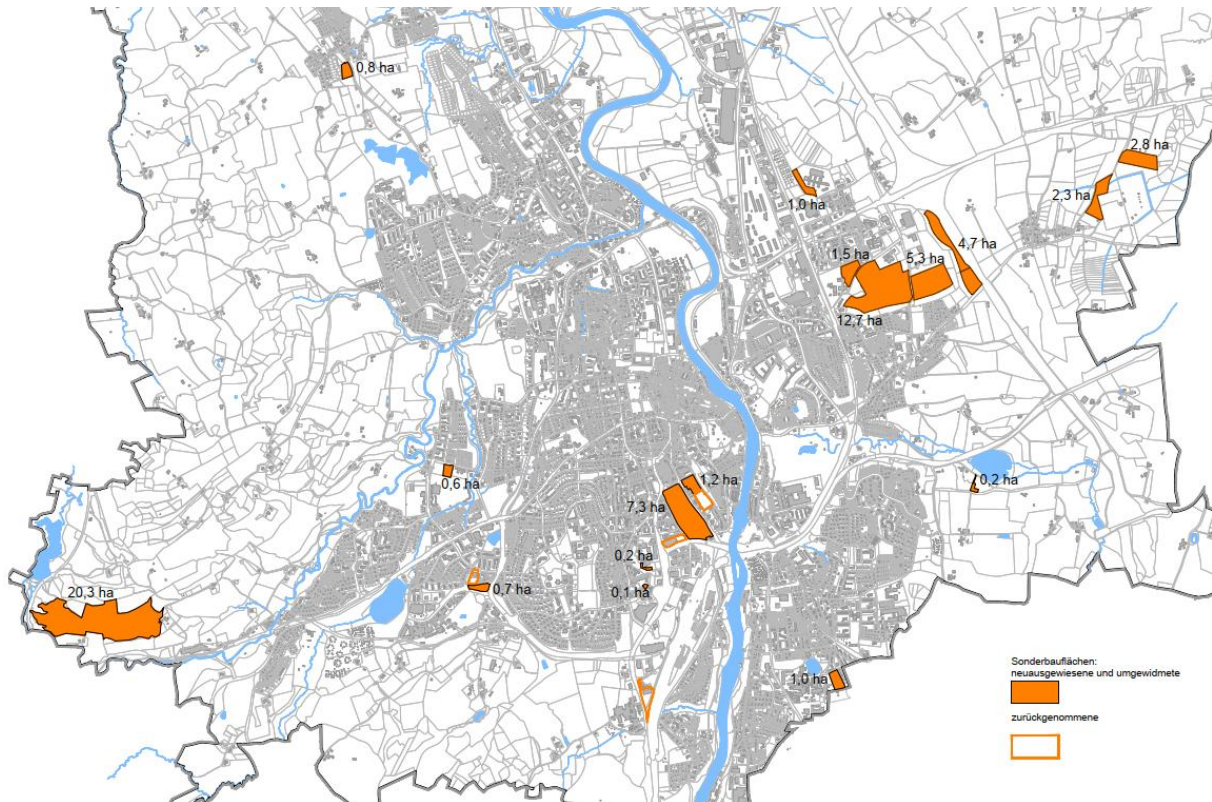 0,8 ha
2,8 ha
1,0 ha
2,3 ha
4,7 ha
1,5 ha
5,3 ha
12,7 ha
0,6 ha
1,2 ha
0,2 ha
7,3 ha
0,2 ha
0,7 ha
0,1 ha
20,3 ha
1,0 ha
Sonderbauflächen:
neuausgewiesene und umgewidmete
zurückgenommene